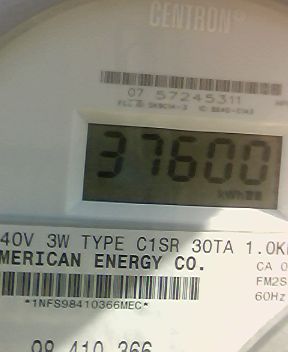 CENTRON®
07 57245311
37600
kWh
40V 3W TYPE C1SR 30TA 1.0K
MERICAN ENERGY CO.
CA 0
FM2S
60Hz
*1NFS98410366MEC*
98 410 366